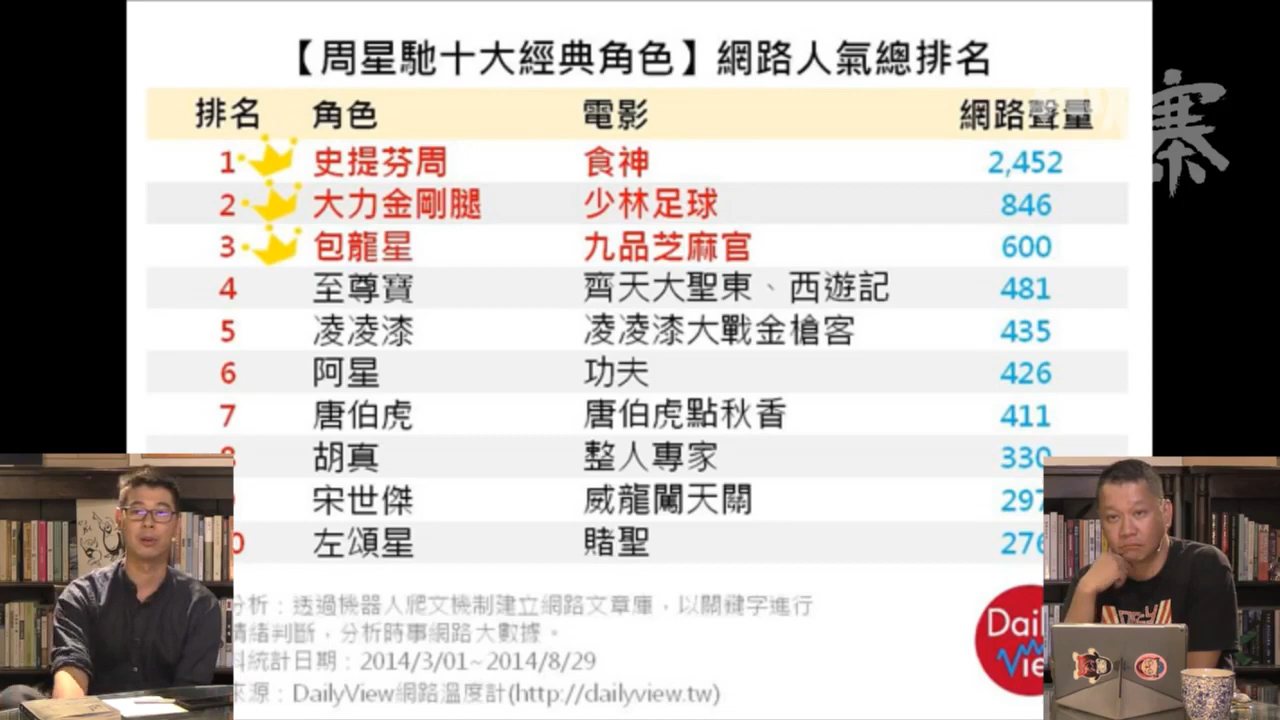 【周星馳十大經典角色】網路人氣總排名
排名 角色 電影 網路聲量
1 史提芬周 食神 2,452
2 大力金剛腿 少林足球 846
3 包龍星 九品芝麻官 600
4 至尊寶 齊天大聖東、西遊記 481
5 凌凌漆 凌凌漆大戰金槍客 435
6 阿星 功夫 426
7 唐伯虎 唐伯虎點秋香 411
8 胡真 整人專家 330
宋世傑 威龍闖天關 297
0 左頌星 賭聖 276
分析：透過機器人爬文機制建立網路文章庫，以關鍵字進行
情緒判斷，分析時事網路大數據。
料統計日期：2014/3/01~2014/8/29
來源：DailyView網路溫度計(http://dailyview.tw)
寨